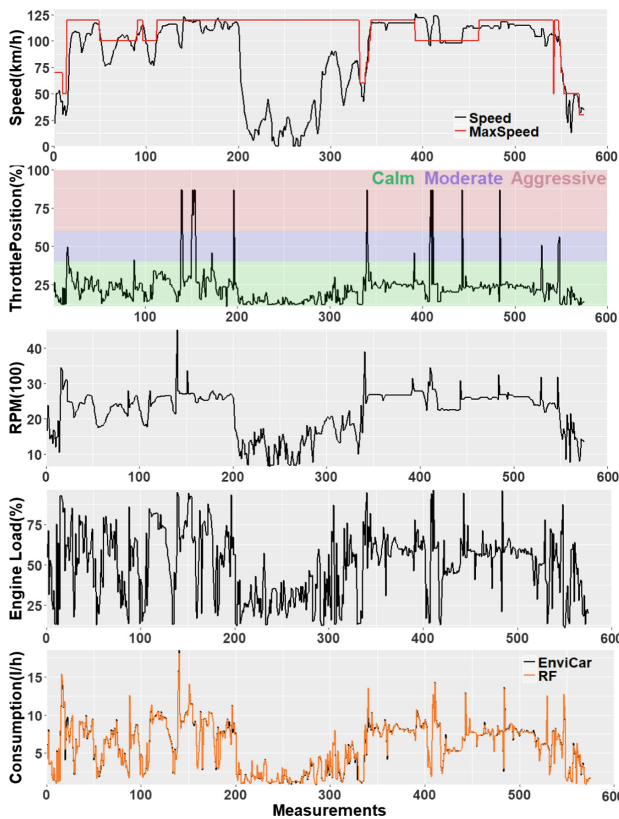 Speed(km/h)
125
100
75
50
25
0
Speed
MaxSpeed
0 100 200 300 400 500 600
ThrottlePosition(%)
100
75
50
25
Calm Moderate Aggressive
0 100 200 300 400 500 600
RPM(100)
40
30
20
10
0 100 200 300 400 500 600
Engine Load(%)
75
50
25
0 100 200 300 400 500 600
Consumption(l/h)
15
10
5
EnviCar
RF
0 100 200 300 400 500 600
Measurements